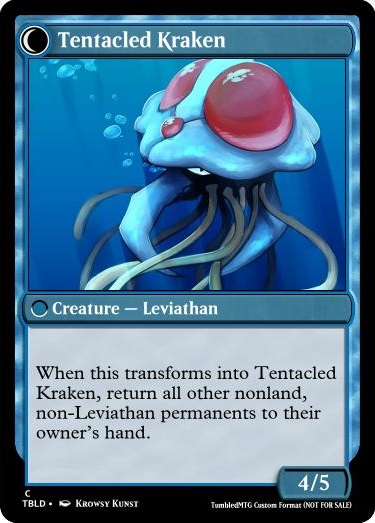 Tentacled Kraken
Creature — Leviathan
When this transforms into Tentacled
Kraken, return all other nonland,
non-Leviathan permanents to their
owner's hand.
4/5
C
TBLD • Krowsy Kunst
TumbledMTG Custom Format (NOT FOR SALE)